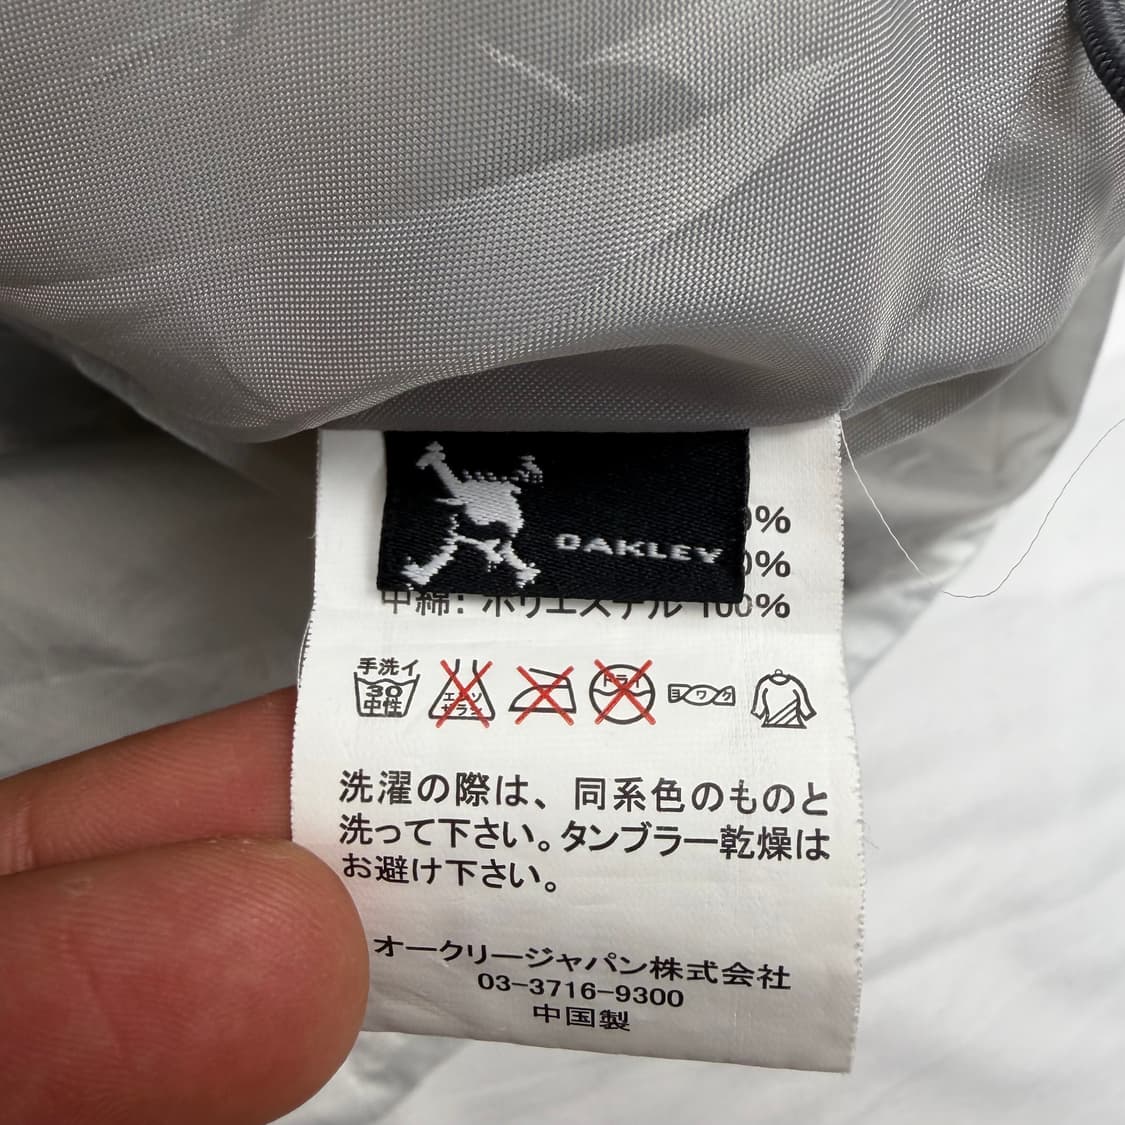 OAKLEY
0%
0%
中綿: ポリエステル 100%
手洗イ
30
中性
エンソ
サラシ
ドライ
ヨワク
洗濯の際は、同系色のものと
洗って下さい。タンブラー乾燥は
お避け下さい。
オークリージャパン株式会社
03-3716-9300
中国製